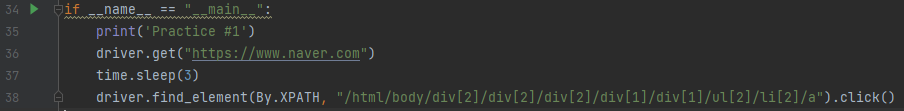 34 if __name__ == "__main__":
35 print('Practice #1')
36 driver.get("https://www.naver.com")
37 time.sleep(3)
38 driver.find_element(By.XPATH, "/html/body/div[2]/div[2]/div[2]/div[1]/div[1]/ul[2]/li[2]/a").click()